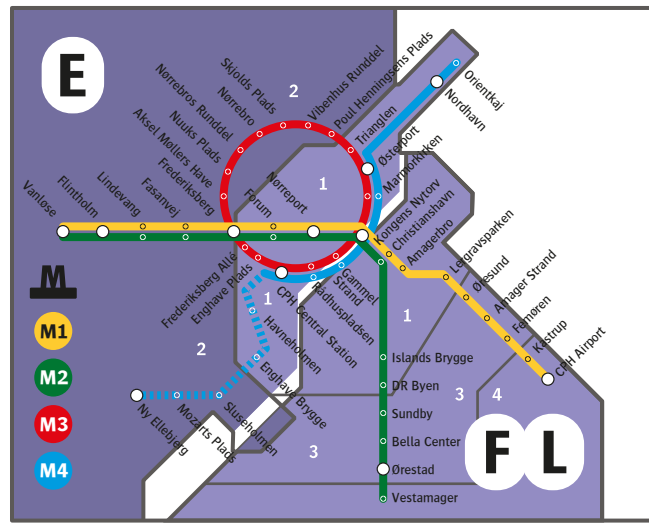 E
2
Skjolds Plads
Nørrebro
Nørrebros Runddel
Nuuks Plads
Aksel Møllers Have
Frederiksberg
Fasanvej
Lindevang
Flintholm
Vanløse
Vibenhus Runddel
Poul Henningsens Plads
Trianglen
Østerport
Nordhavn
Orientkaj
Marmorkirken
1
Forum
Nørreport
Kongens Nytorv
Christianshavn
Amagerbro
Lergravsparken
Øresund
Amager Strand
Femøren
Kastrup
CPH Airport
Frederiksberg Allé
Enghave Plads
1
CPH Central Station
Rådhuspladsen
Gammel
Strand
1
Havneholmen
Enghave Brygge
Sluseholmen
Mozarts Plads
Ny Ellebjerg
2
3
3
4
Islands Brygge
DR Byen
Sundby
Bella Center
Ørestad
Vestamager
M
M1
M2
M3
M4
F
L